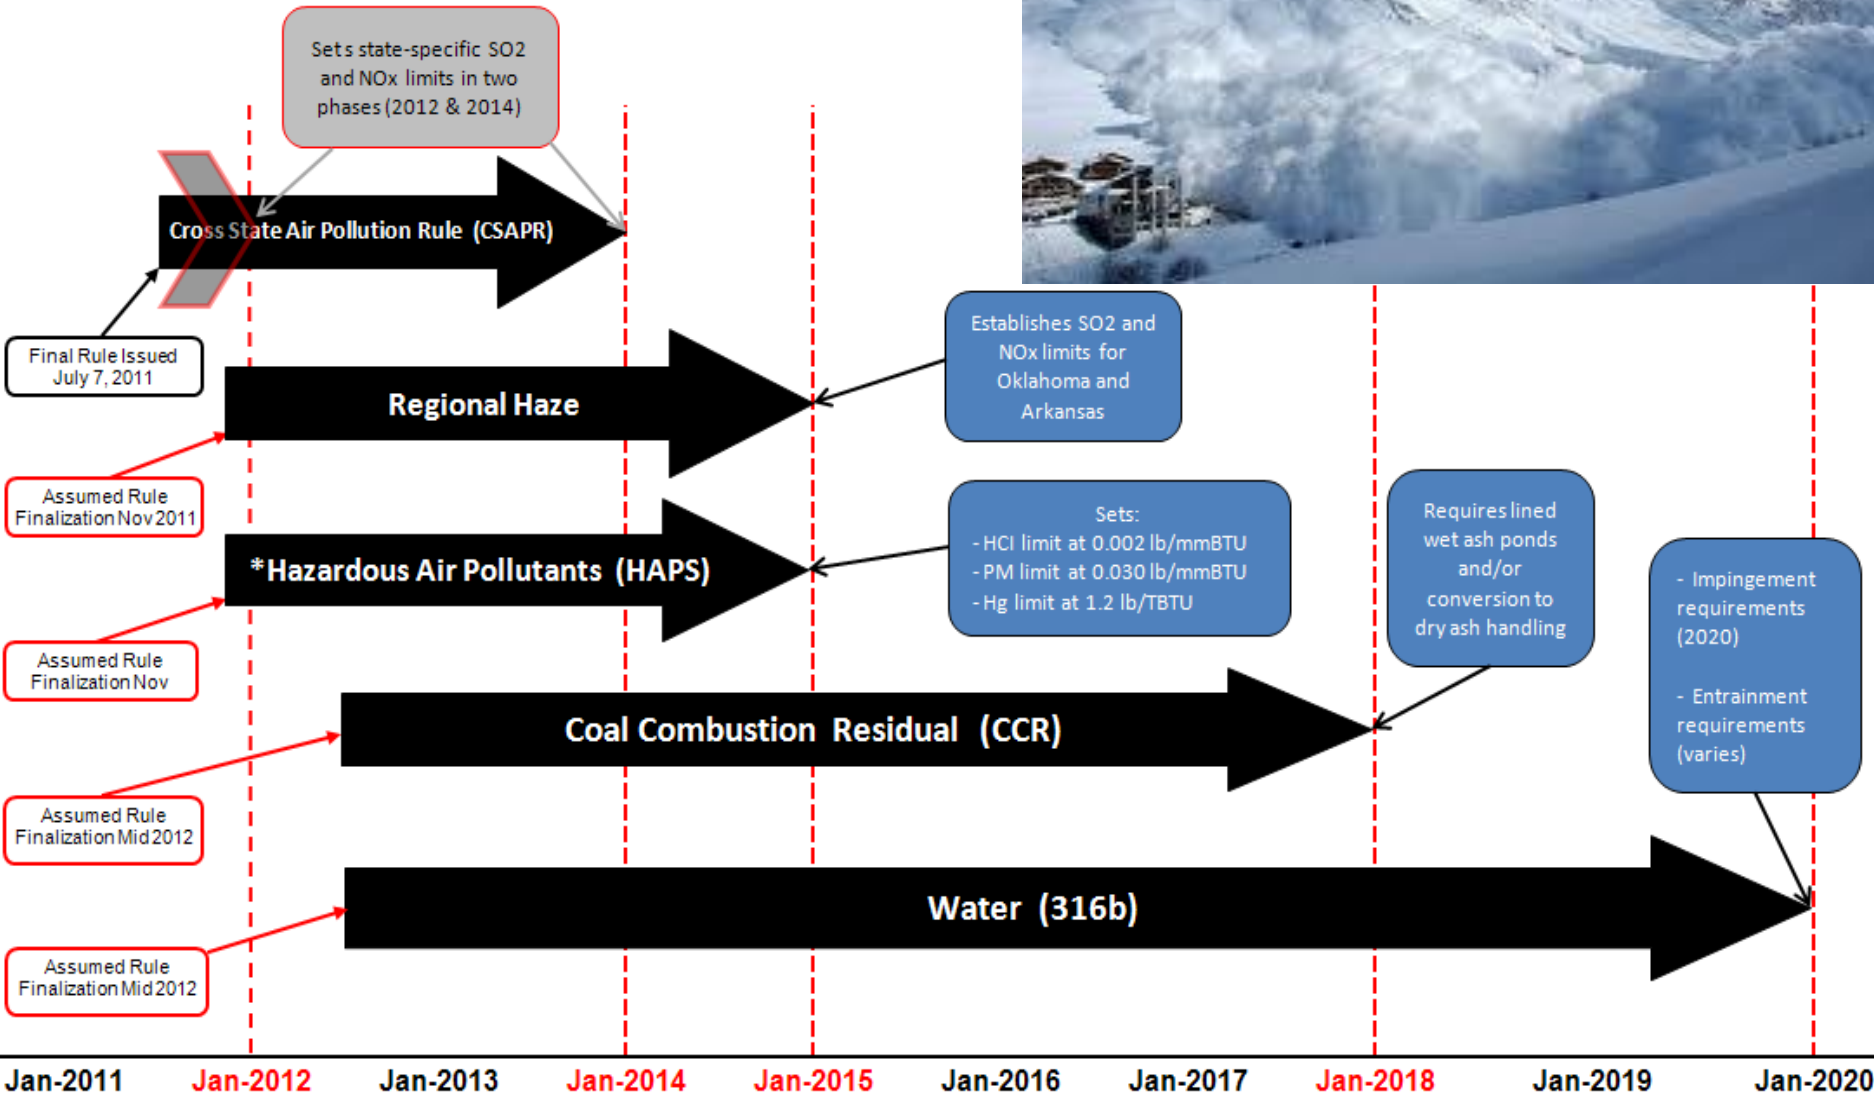 Sets state-specific SO2
and NOx limits in two
phases (2012 & 2014)
Cross State Air Pollution Rule (CSAPR)
Final Rule Issued
July 7, 2011
Establishes SO2 and
NOx limits for
Oklahoma and
Arkansas
Regional Haze
Assumed Rule
Finalization Nov 2011
Sets:
- HCl limit at 0.002 lb/mmBTU
- PM limit at 0.030 lb/mmBTU
- Hg limit at 1.2 lb/TBTU
*Hazardous Air Pollutants (HAPS)
Assumed Rule
Finalization Nov
Requires lined
wet ash ponds
and/or
conversion to
dry ash handling
- Impingement
requirements
(2020)
- Entrainment
requirements
(varies)
Coal Combustion Residual (CCR)
Assumed Rule
Finalization Mid 2012
Water (316b)
Assumed Rule
Finalization Mid 2012
Jan-2011 Jan-2012 Jan-2013 Jan-2014 Jan-2015 Jan-2016 Jan-2017 Jan-2018 Jan-2019 Jan-2020